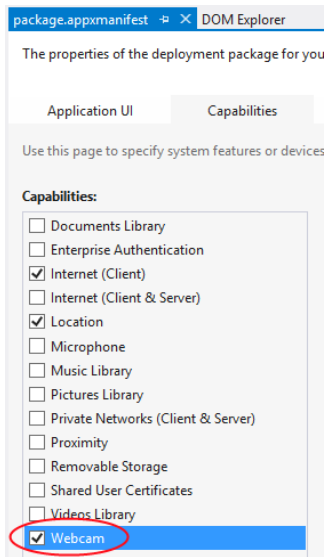 package.appxmanifest DOM Explorer
The properties of the deployment package for you
Application UI Capabilities
Use this page to specify system features or devices
Capabilities:
Documents Library
Enterprise Authentication
Internet (Client)
Internet (Client & Server)
Location
Microphone
Music Library
Pictures Library
Private Networks (Client & Server)
Proximity
Removable Storage
Shared User Certificates
Videos Library
Webcam